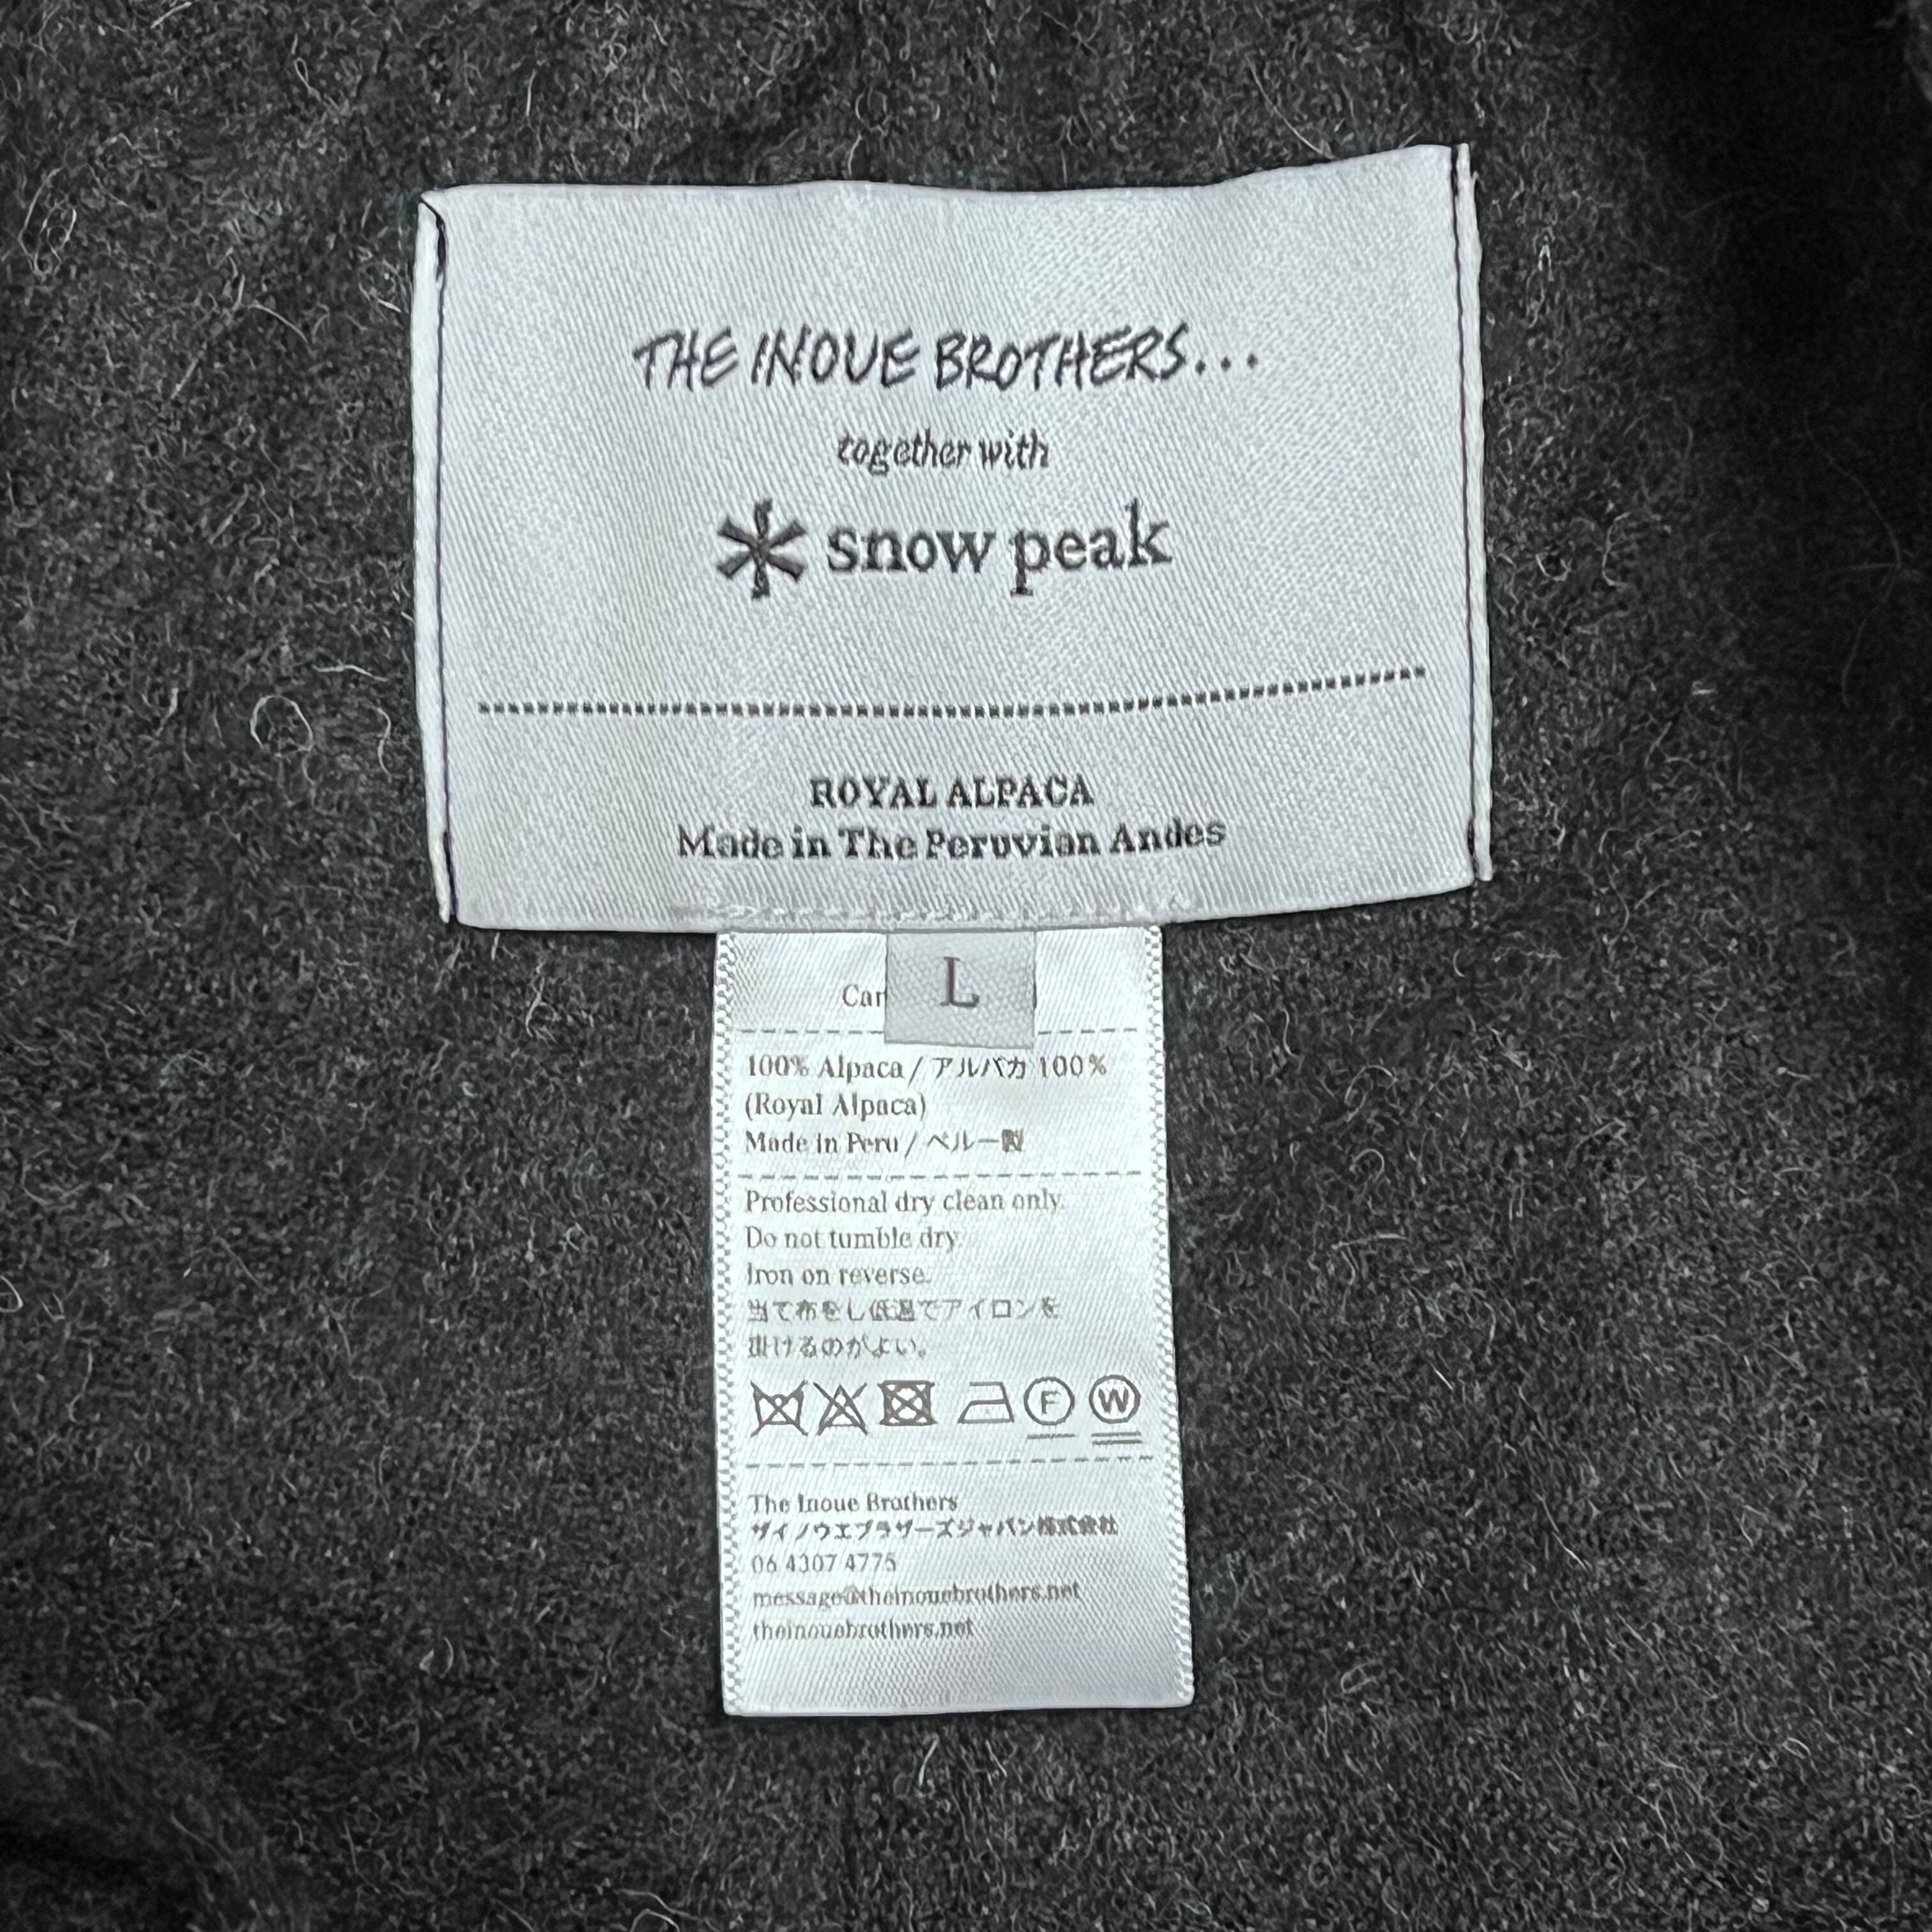 THE INOUE BROTHERS...
together with
snow peak
ROYAL ALPACA
Made in The Peruvian Andes
L
100% Alpaca / アルパカ 100%
(Royal Alpaca)
Made in Peru / ペルー製
Professional dry clean only.
Do not tumble dry.
Iron on reverse.
当て布をし低温でアイロンを
掛けるのがよい。
F W
The Inoue Brothers
ザイノウエブラザーズジャパン株式会社
06 4307 4775
message@theinouebrothers.net
theinouebrothers.net